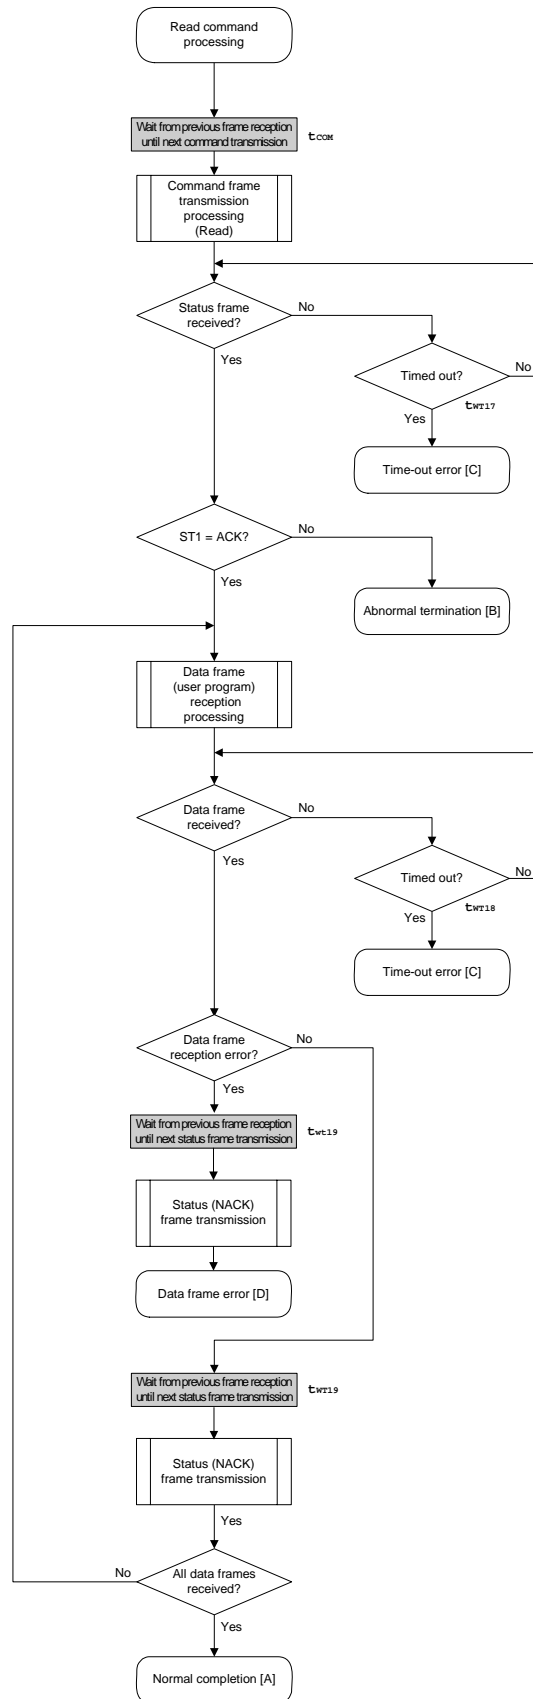 Read command
processing
Wait from previous frame reception
until next command transmission
tCOM
Command frame
transmission
processing
(Read)
Status frame
received?
No
Yes
Timed out?
No
tWT17
Yes
Time-out error [C]
ST1 = ACK?
No
Yes
Abnormal termination [B]
Data frame
(user program)
reception
processing
Data frame
received?
No
Yes
Timed out?
No
tWT18
Yes
Time-out error [C]
Data frame
reception error?
No
Yes
Wait from previous frame reception
until next status frame transmission
twt19
Status (NACK)
frame transmission
Data frame error [D]
Wait from previous frame reception
until next status frame transmission
tWT19
Status (NACK)
frame transmission
Yes
No
All data frames
received?
Yes
Normal completion [A]